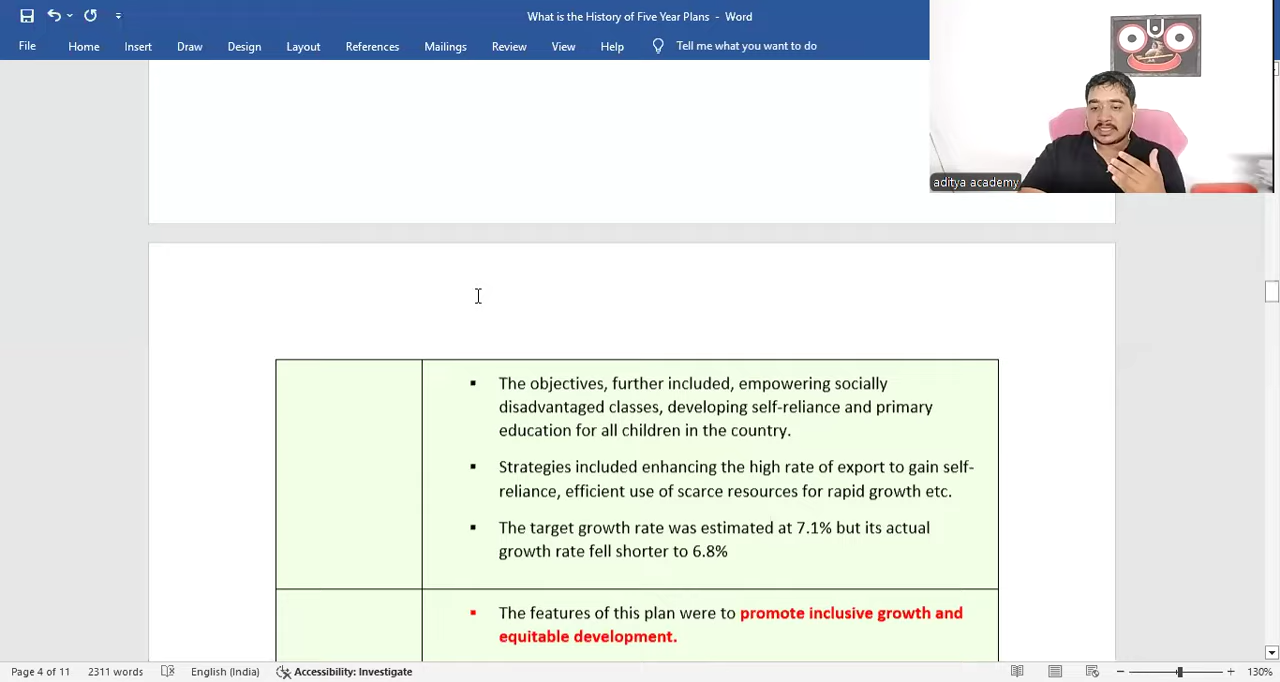 What is the History of Five Year Plans - Word
File Home Insert Draw Design Layout References Mailings Review View Help Tell me what you want to do
aditya academy
▪ The objectives, further included, empowering socially
disadvantaged classes, developing self-reliance and primary
education for all children in the country.
▪ Strategies included enhancing the high rate of export to gain self-
reliance, efficient use of scarce resources for rapid growth etc.
▪ The target growth rate was estimated at 7.1% but its actual
growth rate fell shorter to 6.8%
▪ The features of this plan were to promote inclusive growth and
equitable development.
Page 4 of 11 2311 words English (India) Accessibility: Investigate 130%